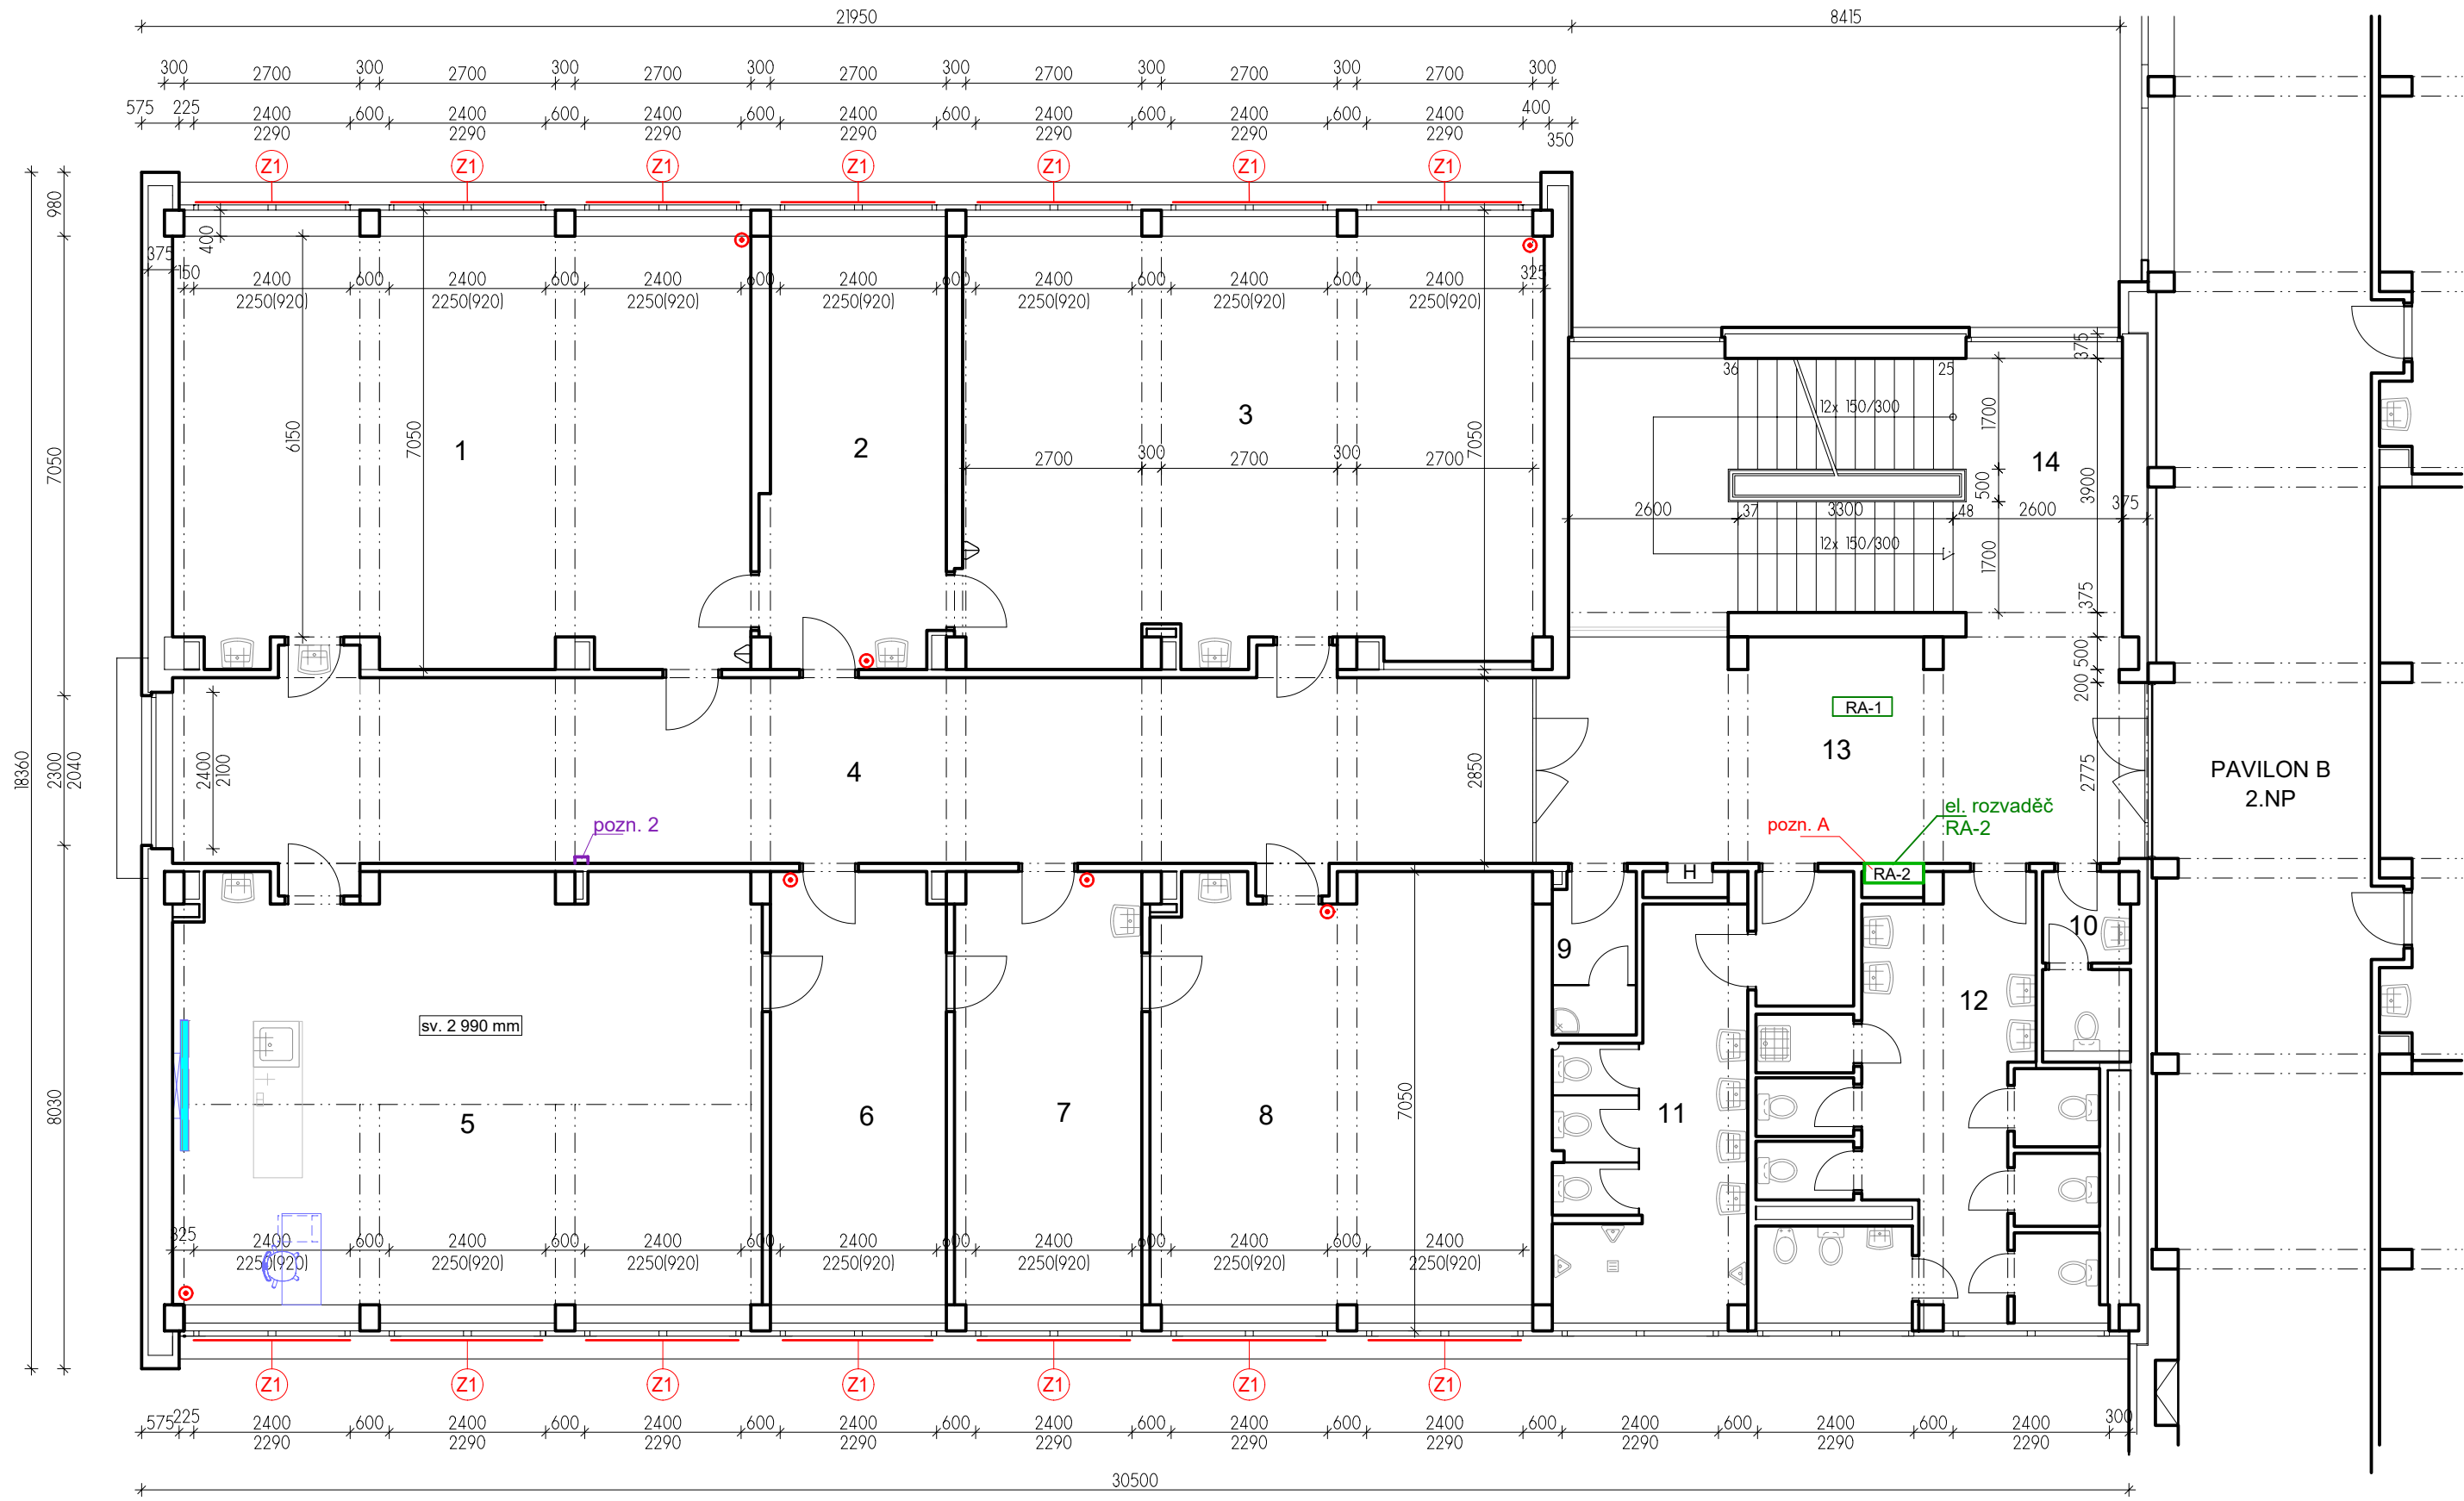 21950 8415
300 2700 300 2700 300 2700 300 2700 300 2700 300 2700 300 2700 300
575 225 2400 600 2400 600 2400 600 2400 600 2400 600 2400 600 2400 400
2290 2290 2290 2290 2290 2290 2290 350
Z1 Z1 Z1 Z1 Z1 Z1 Z1
980
400
375
150 2400 600 2400 600 2400 600 2400 600 2400 600 2400 600 2400 325
2250(920) 2250(920) 2250(920) 2250(920) 2250(920) 2250(920) 2250(920)
375
36 25
12x 150/300
1700
6150 7050 7050 7050
1 2 3 14
2700 300 2700 300 2700
500 3900
2600 37 3300 48 2600 375
12x 150/300
1700
375
500
200
RA-1
13
18360 2300 2040 2400 2100
4
2850 2775
PAVILON B
2.NP
pozn. 2
pozn. A
el. rozvaděč
RA-2
H
RA-2
9 10
12
sv. 2 990 mm
8030
5 6 7 8 7050 11
325 2400 600 2400 600 2400 600 2400 600 2400 600 2400 600 2400
2250(920) 2250(920) 2250(920) 2250(920) 2250(920) 2250(920) 2250(920)
Z1 Z1 Z1 Z1 Z1 Z1 Z1
575 225 2400 600 2400 600 2400 600 2400 600 2400 600 2400 600 2400 600 2400 600 2400 600 2400 300
2290 2290 2290 2290 2290 2290 2290 2290 2290 2290
30500